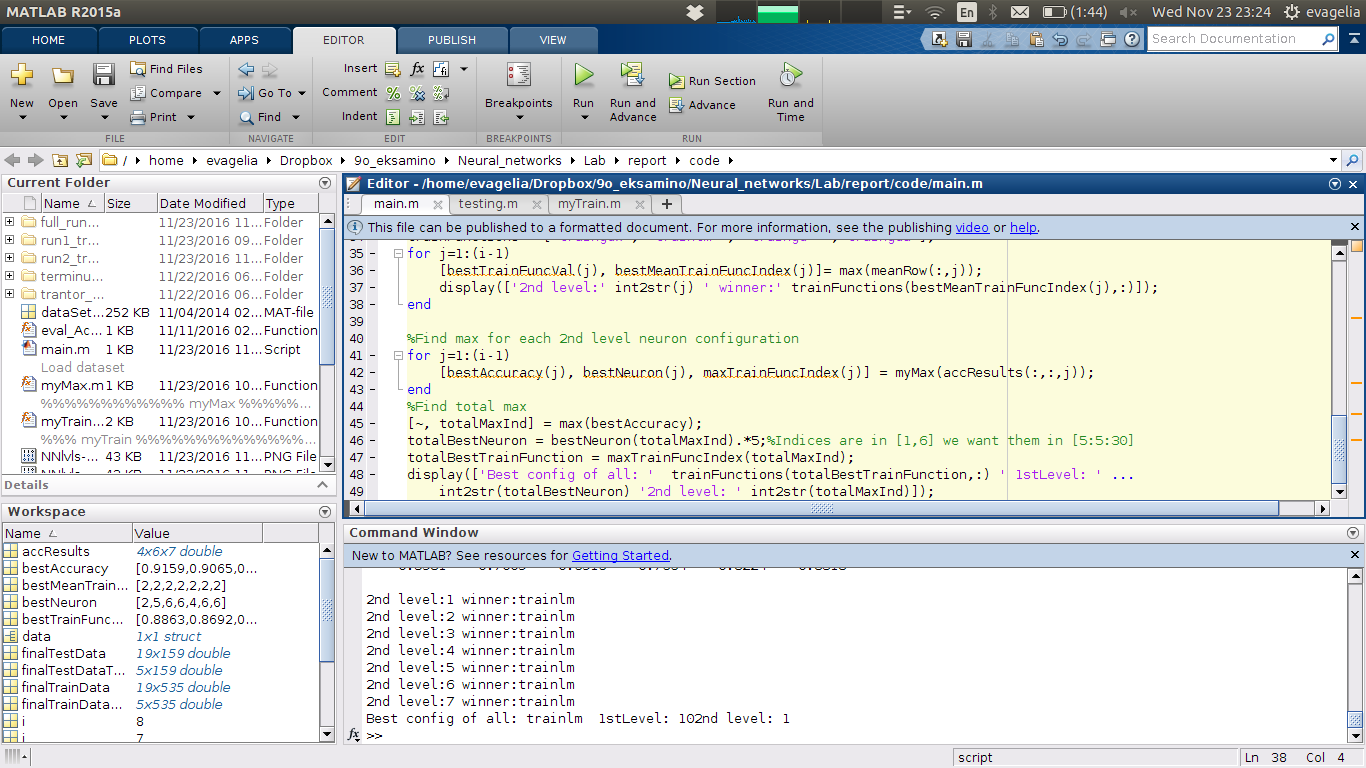 MATLAB R2015a
En
(1:44)
Wed Nov 23 23:24
evagelia
HOME
PLOTS
APPS
EDITOR
PUBLISH
VIEW
Search Documentation
New
Open
Save
Find Files
Compare
Print
Go To
Find
Insert
Comment
Indent
Breakpoints
Run
Run and Advance
Run Section
Advance
Run and Time
FILE
NAVIGATE
EDIT
BREAKPOINTS
RUN
/ home evagelia Dropbox 9o_eksamino Neural_networks Lab report code
Current Folder
Name Size Date Modified Type
full_run... 11/23/2016 11... Folder
run1_tr... 11/23/2016 09... Folder
run2_tr... 11/23/2016 11... Folder
terminu... 11/22/2016 06... Folder
trantor_... 11/22/2016 06... Folder
dataSet... 252 KB 11/04/2014 02... MAT-file
eval_Ac... 1 KB 11/11/2016 02... Function
main.m 1 KB 11/23/2016 11... Script
Load dataset
myMax.m 1 KB 11/23/2016 10... Function
%%%%%%%%%%%% myMax %%%%%...
myTrain... 2 KB 11/23/2016 10... Function
%%% myTrain %%%%%%%%%%%%%%...
NNlvls-... 43 KB 11/23/2016 11... PNG File
Details
Workspace
Name Value
accResults 4x6x7 double
bestAccuracy [0.9159,0.9065,0...
bestMeanTrain... [2,2,2,2,2,2,2]
bestNeuron [2,5,6,6,4,6,6]
bestTrainFunc... [0.8863,0.8692,0...
data 1x1 struct
finalTestData 19x159 double
finalTestDataT... 5x159 double
finalTrainData 19x535 double
finalTrainData... 5x535 double
i 8
j 7
Editor - /home/evagelia/Dropbox/9o_eksamino/Neural_networks/Lab/report/code/main.m
main.m
testing.m
myTrain.m
This file can be published to a formatted document. For more information, see the publishing video or help.
35 for j=1:(i-1)
36 [bestTrainFuncVal(j), bestMeanTrainFuncIndex(j)]= max(meanRow(:,j));
37 display(['2nd level:' int2str(j) ' winner:' trainFunctions(bestMeanTrainFuncIndex(j),:)]);
38 end
39
40 %Find max for each 2nd level neuron configuration
41 for j=1:(i-1)
42 [bestAccuracy(j), bestNeuron(j), maxTrainFuncIndex(j)] = myMax(accResults(:,:,j));
43 end
44 %Find total max
45 [~, totalMaxInd] = max(bestAccuracy);
46 totalBestNeuron = bestNeuron(totalMaxInd).*5;%Indices are in [1,6] we want them in [5:5:30]
47 totalBestTrainFunction = maxTrainFuncIndex(totalMaxInd);
48 display(['Best config of all: ' trainFunctions(totalBestTrainFunction,:) ' 1stLevel: ' ...
49 int2str(totalBestNeuron) '2nd level: ' int2str(totalMaxInd)]);
Command Window
New to MATLAB? See resources for Getting Started.
2nd level:1 winner:trainlm
2nd level:2 winner:trainlm
2nd level:3 winner:trainlm
2nd level:4 winner:trainlm
2nd level:5 winner:trainlm
2nd level:6 winner:trainlm
2nd level:7 winner:trainlm
Best config of all: trainlm 1stLevel: 102nd level: 1
fx >>
script
Ln 38 Col 4